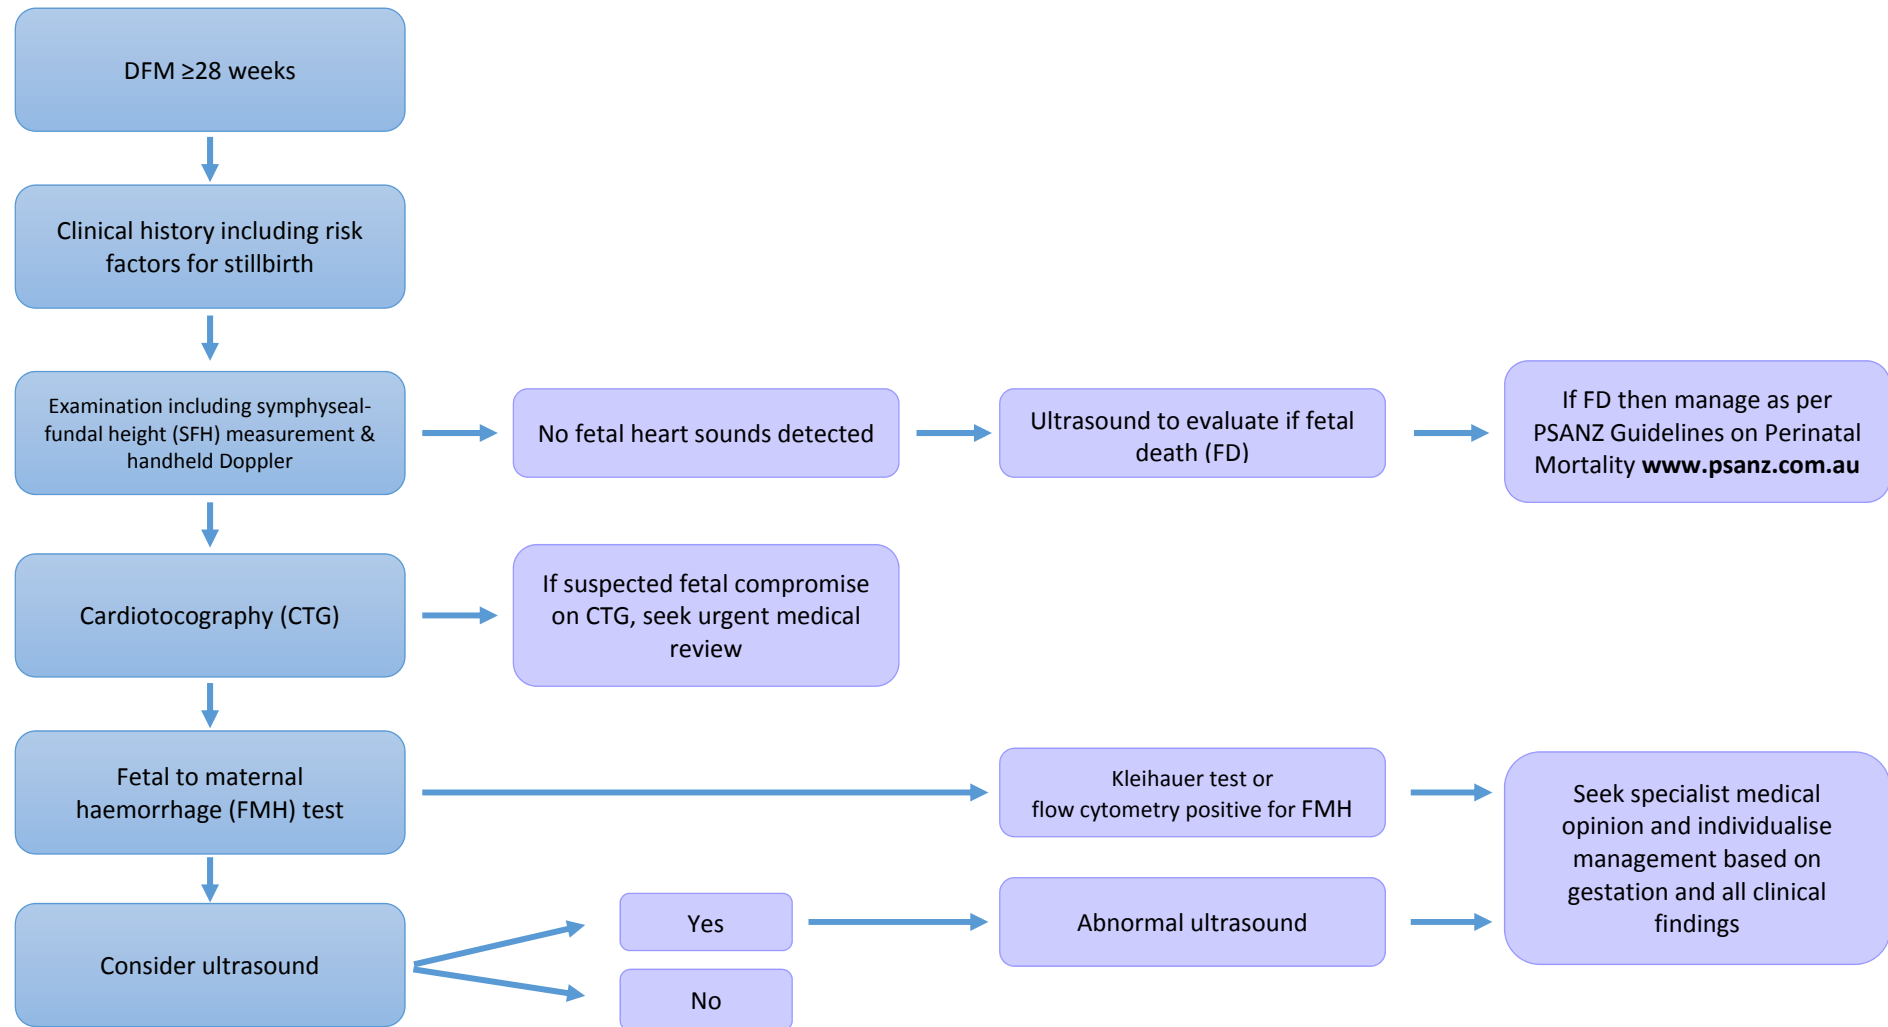 DFM ≥28 weeks
Clinical history including risk
factors for stillbirth
Examination including symphyseal-
fundal height (SFH) measurement &
handheld Doppler
No fetal heart sounds detected
Ultrasound to evaluate if fetal
death (FD)
If FD then manage as per
PSANZ Guidelines on Perinatal
Mortality www.psanz.com.au
Cardiotocography (CTG)
If suspected fetal compromise
on CTG, seek urgent medical
review
Fetal to maternal
haemorrhage (FMH) test
Kleihauer test or
flow cytometry positive for FMH
Seek specialist medical
opinion and individualise
management based on
gestation and all clinical
findings
Consider ultrasound
Yes
Abnormal ultrasound
No